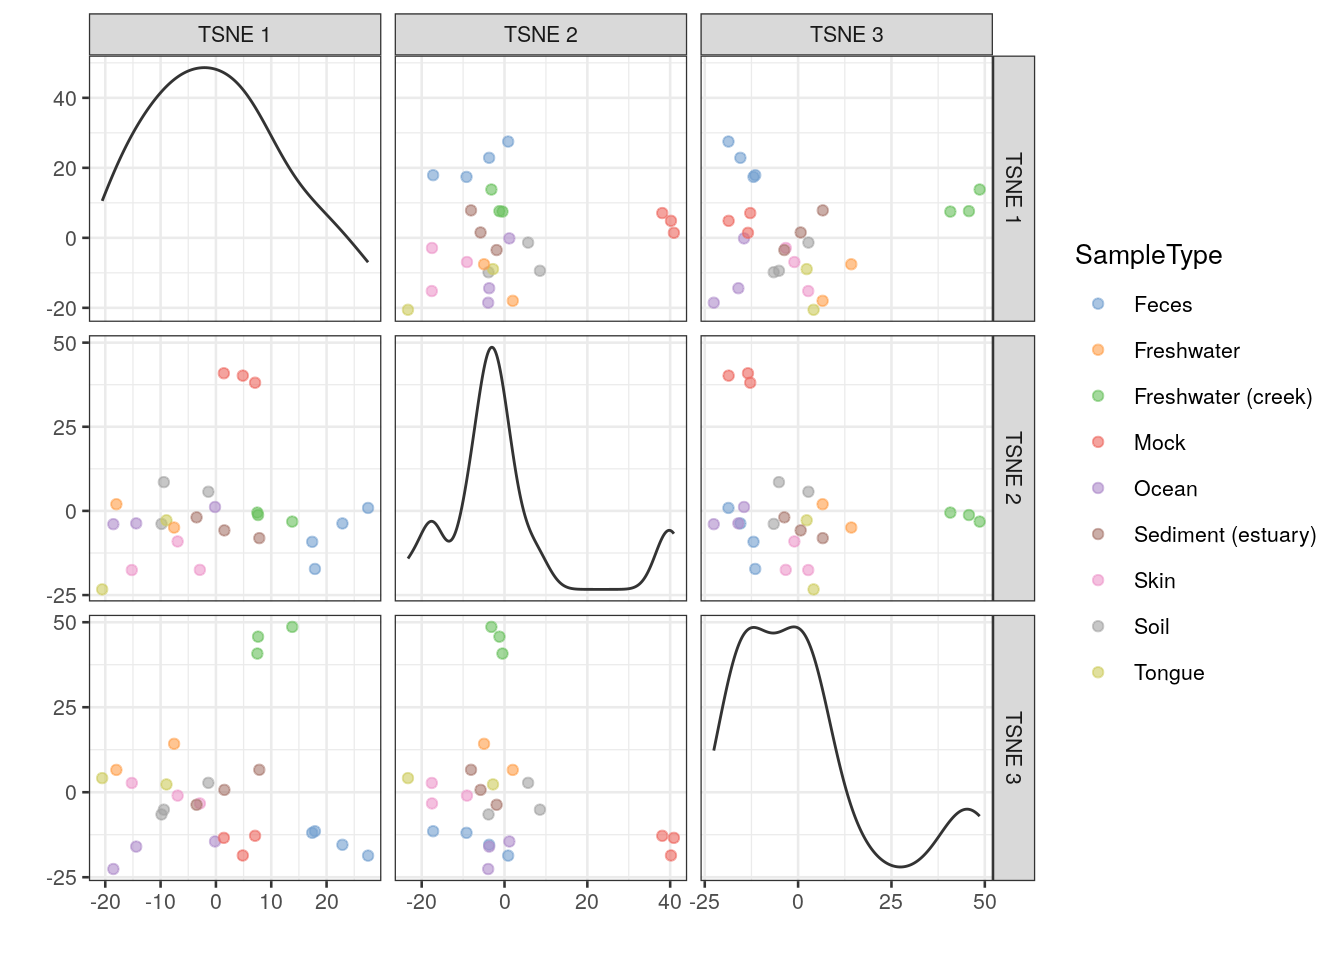 TSNE 1
TSNE 2
TSNE 3
40
20
0
-20
TSNE 1
50
25
0
-25
TSNE 2
50
25
0
-25
TSNE 3
-20
-10
0
10
20
-20
0
20
40
-25
0
25
50
SampleType
Feces
Freshwater
Freshwater (creek)
Mock
Ocean
Sediment (estuary)
Skin
Soil
Tongue